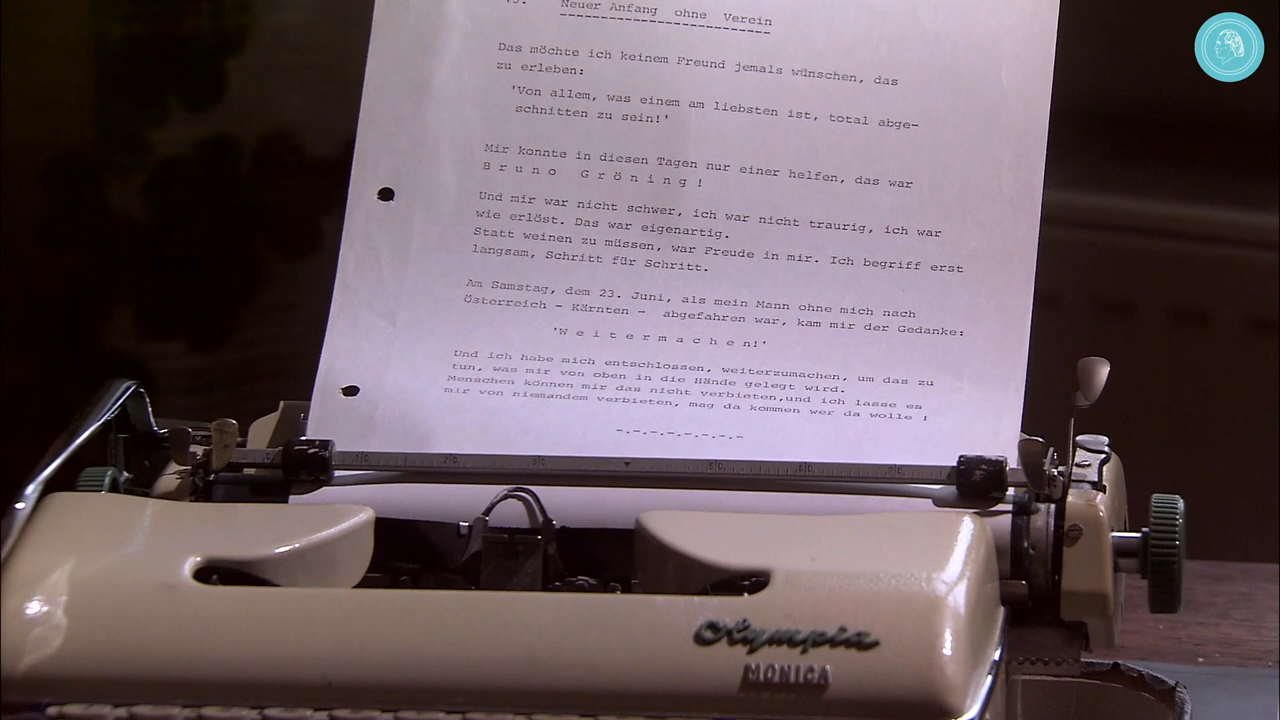 Neuer Anfang ohne Verein
Das möchte ich keinem Freund jemals wünschen, das
zu erleben:
'Von allem, was einem am liebsten ist, total abge-
schnitten zu sein!'
Mir konnte in diesen Tagen nur einer helfen, das war
B r u n o   G r ö n i n g !
Und mir war nicht schwer, ich war nicht traurig, ich war
wie erlöst. Das war eigenartig.
Statt weinen zu müssen, war Freude in mir. Ich begriff erst
langsam, Schritt für Schritt.
Am Samstag, dem 23. Juni, als mein Mann ohne mich nach
Österreich - Kärnten - abgefahren war, kam mir der Gedanke:
'W e i t e r m a c h e n!'
Und ich habe mich entschlossen, weiterzumachen, um das zu
tun, was mir von oben in die Hände gelegt wird.
Menschen können mir das nicht verbieten,und ich lasse es
mir von niemandem verbieten, mag da kommen wer da wolle !
-.-.-.-.-.-.-.-
Olympia
MONICA